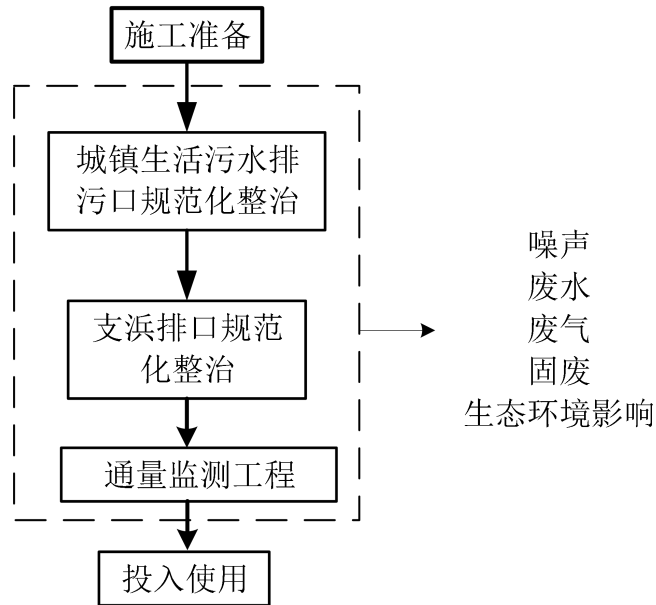 施工准备
城镇生活污水排
污口规范化整治
支浜排口规范
化整治
通量监测工程
投入使用
噪声
废水
废气
固废
生态环境影响